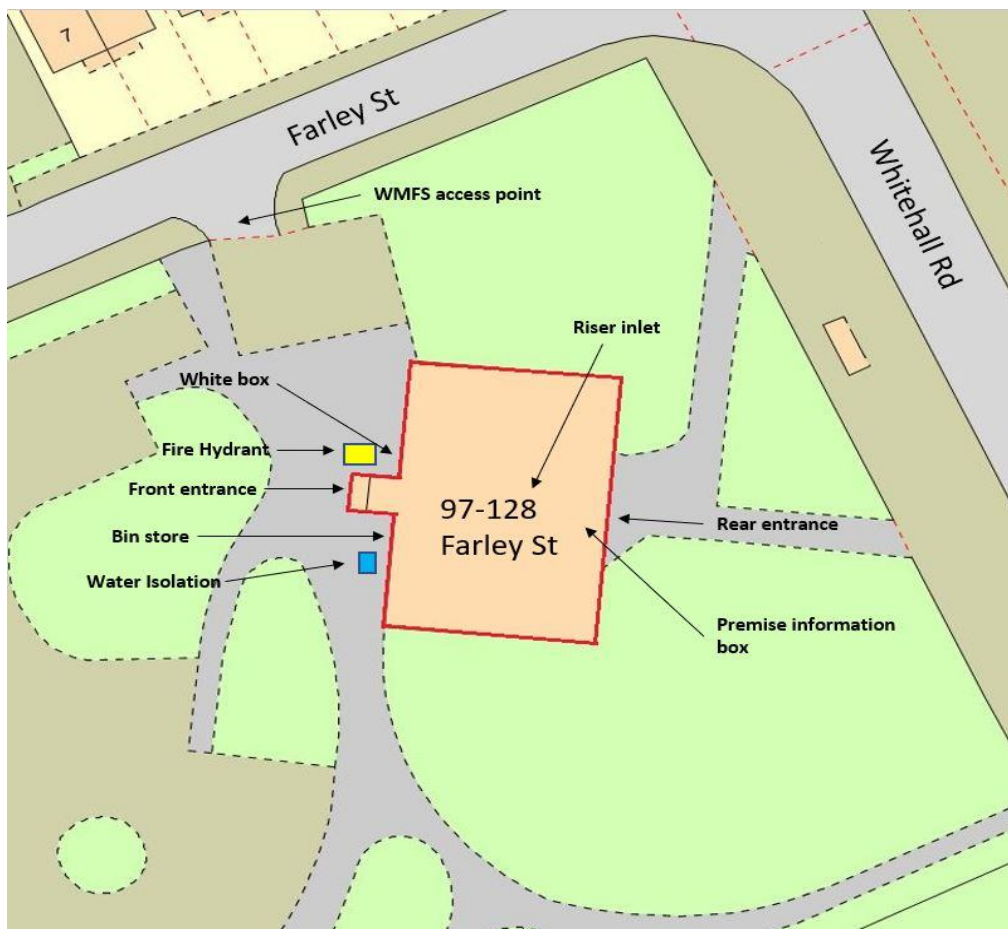 7
Farley St
Whitehall Rd
WMFS access point
Riser inlet
White box
Fire Hydrant
Front entrance
97-128
Farley St
Bin store
Rear entrance
Water Isolation
Premise information
box